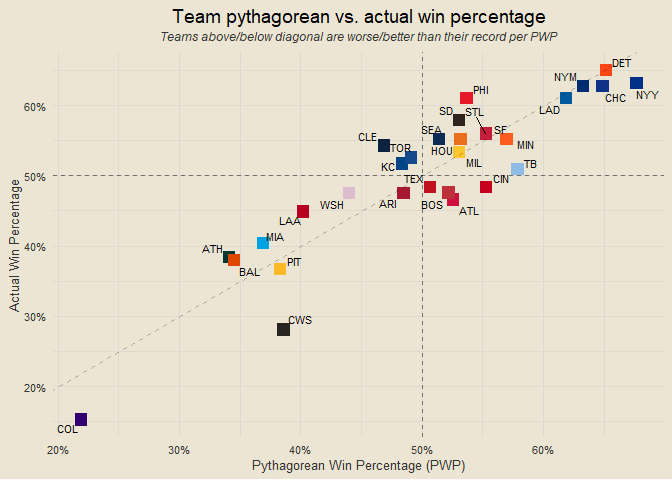 Team pythagorean vs. actual win percentage
Teams above/below diagonal are worse/better than their record per PWP
DET
NYM
NYY
CHC
LAD
PHI
SD
STL
SF
SEA
MIN
CLE
TOR
HOU
MIL
TB
KC
TEX
CIN
WSH
ARI
BOS
ATL
LAA
MIA
ATH
PIT
BAL
CWS
COL
60%
50%
40%
30%
20%
Actual Win Percentage
20%
30%
40%
50%
60%
Pythagorean Win Percentage (PWP)